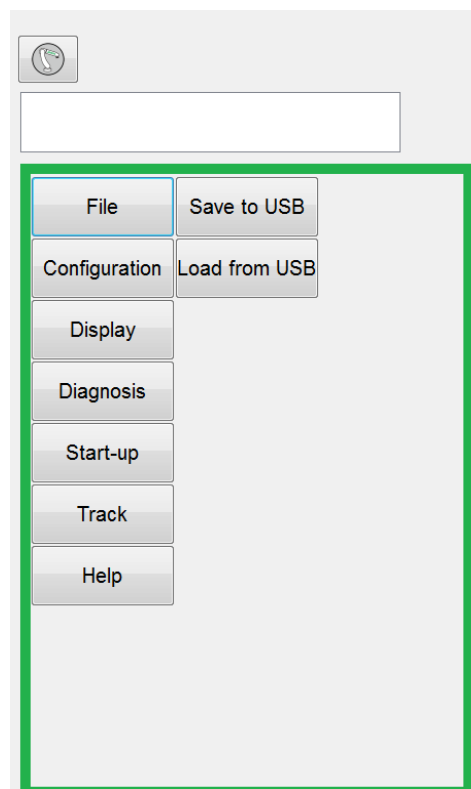 File
Save to USB
Configuration
Load from USB
Display
Diagnosis
Start-up
Track
Help